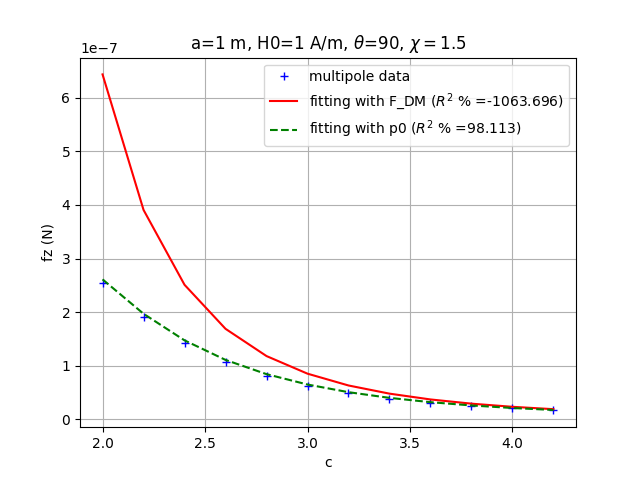 a=1 m, H0=1 A/m, θ=90, χ = 1.5
1e−7
multipole data
fitting with F_DM (R² % =-1063.696)
fitting with p0 (R² % =98.113)
6
5
4
3
2
1
0
fz (N)
2.0 2.5 3.0 3.5 4.0
c